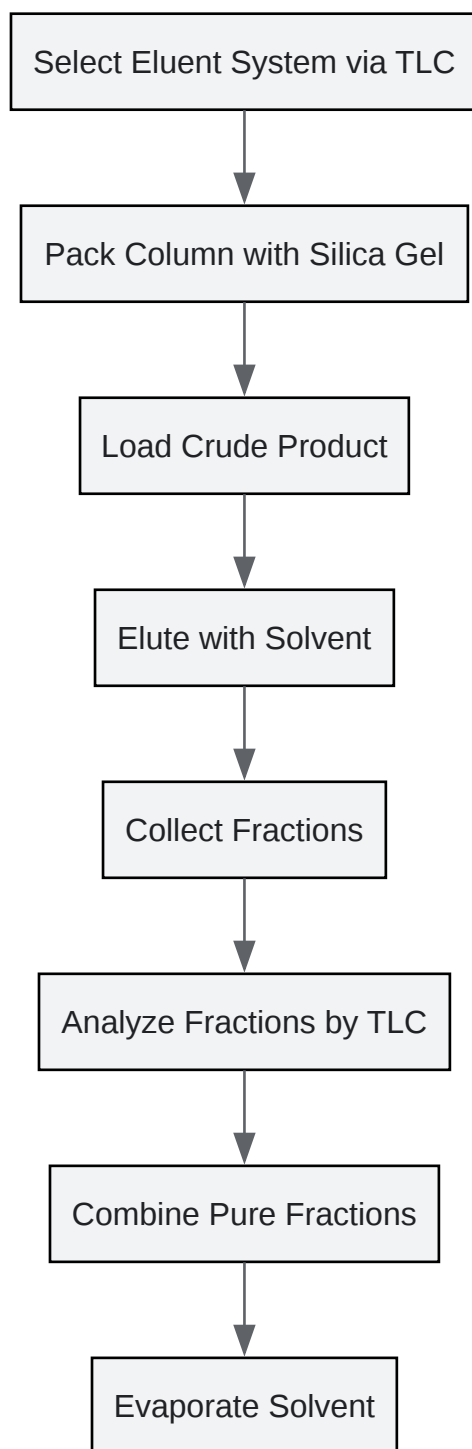 Select Eluent System via TLC
Pack Column with Silica Gel
Load Crude Product
Elute with Solvent
Collect Fractions
Analyze Fractions by TLC
Combine Pure Fractions
Evaporate Solvent